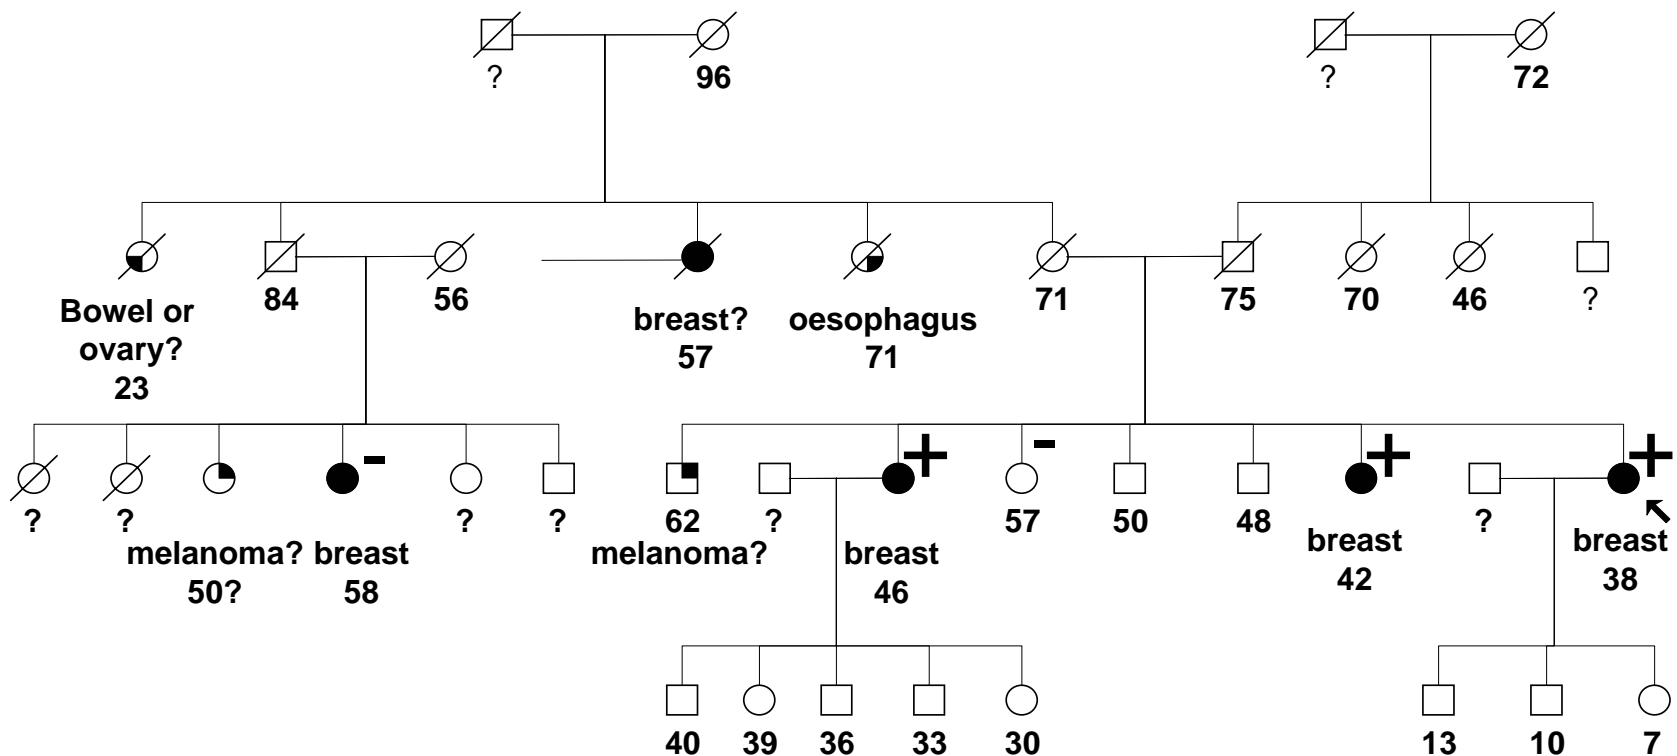 ? 96 ? 72
84 56 71 75 70 46 ?
Bowel or
ovary?
23
breast?
57
oesophagus
71
- + - + +
? ? ? ? 62 ? 57 50 48 ?
melanoma?
50?
breast
58
melanoma?
breast
46
breast
42
breast
38
40 39 36 33 30 13 10 7